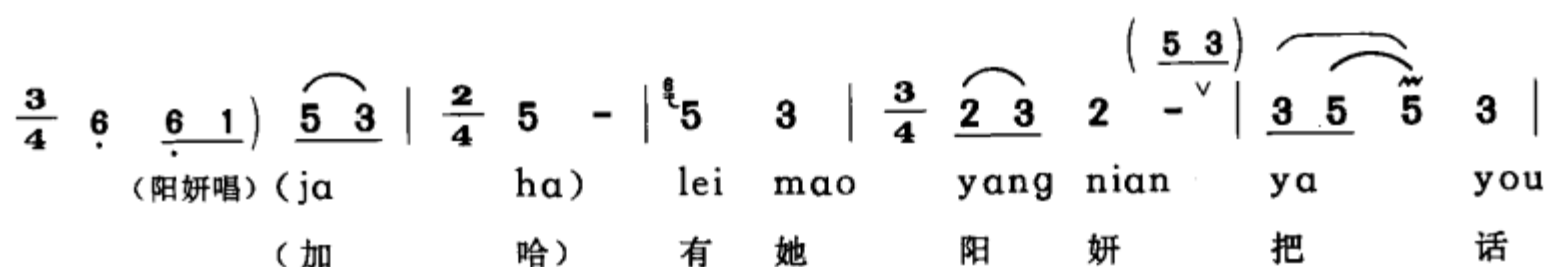 ( 5 3 )
3/4 6̣ 6̣ 1 ) 5 3 | 2/4 5 - | 6 5 3 | 3/4 2 3 2 - ∨ | 3 5 5 3 |
(阳妍唱) (ja ha) lei mao yang nian ya you
(加 哈) 有 她 阳 妍 把 话